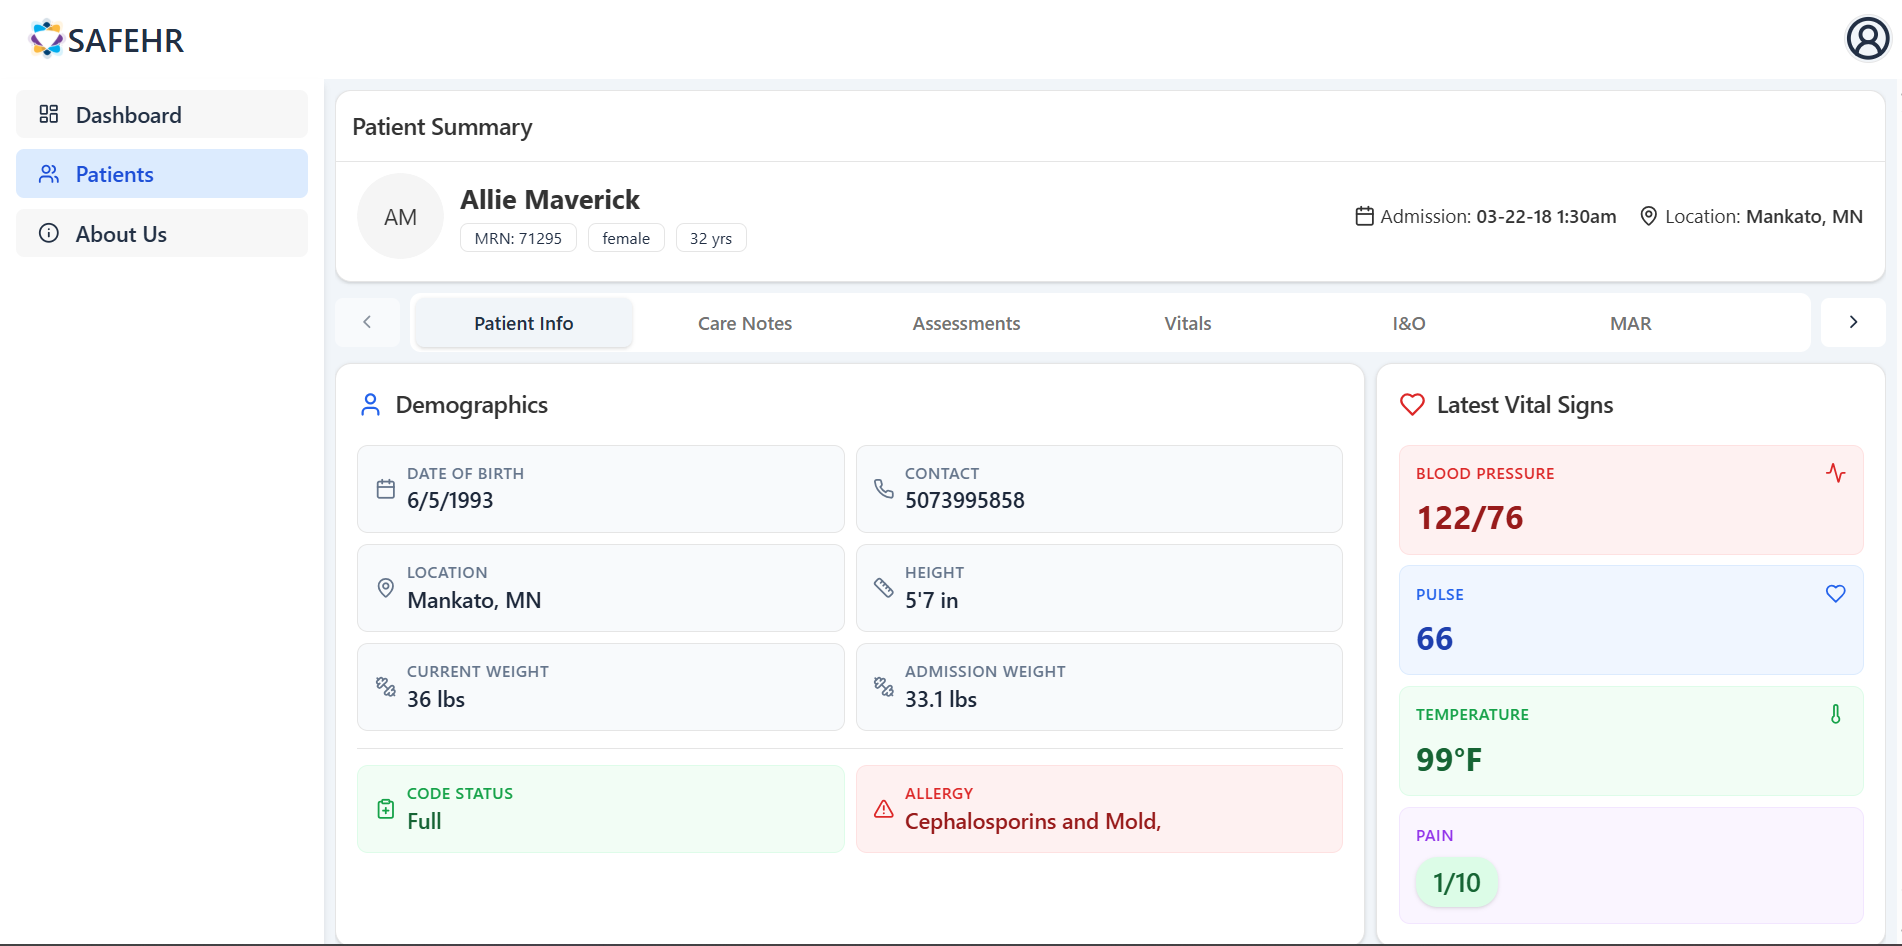 SAFEHR
Dashboard
Patients
About Us
Patient Summary
AM
Allie Maverick
MRN: 71295
female
32 yrs
Admission: 03-22-18 1:30am
Location: Mankato, MN
Patient Info
Care Notes
Assessments
Vitals
I&O
MAR
Demographics
DATE OF BIRTH
6/5/1993
CONTACT
5073995858
LOCATION
Mankato, MN
HEIGHT
5'7 in
CURRENT WEIGHT
36 lbs
ADMISSION WEIGHT
33.1 lbs
CODE STATUS
Full
ALLERGY
Cephalosporins and Mold,
Latest Vital Signs
BLOOD PRESSURE
122/76
PULSE
66
TEMPERATURE
99°F
PAIN
1/10